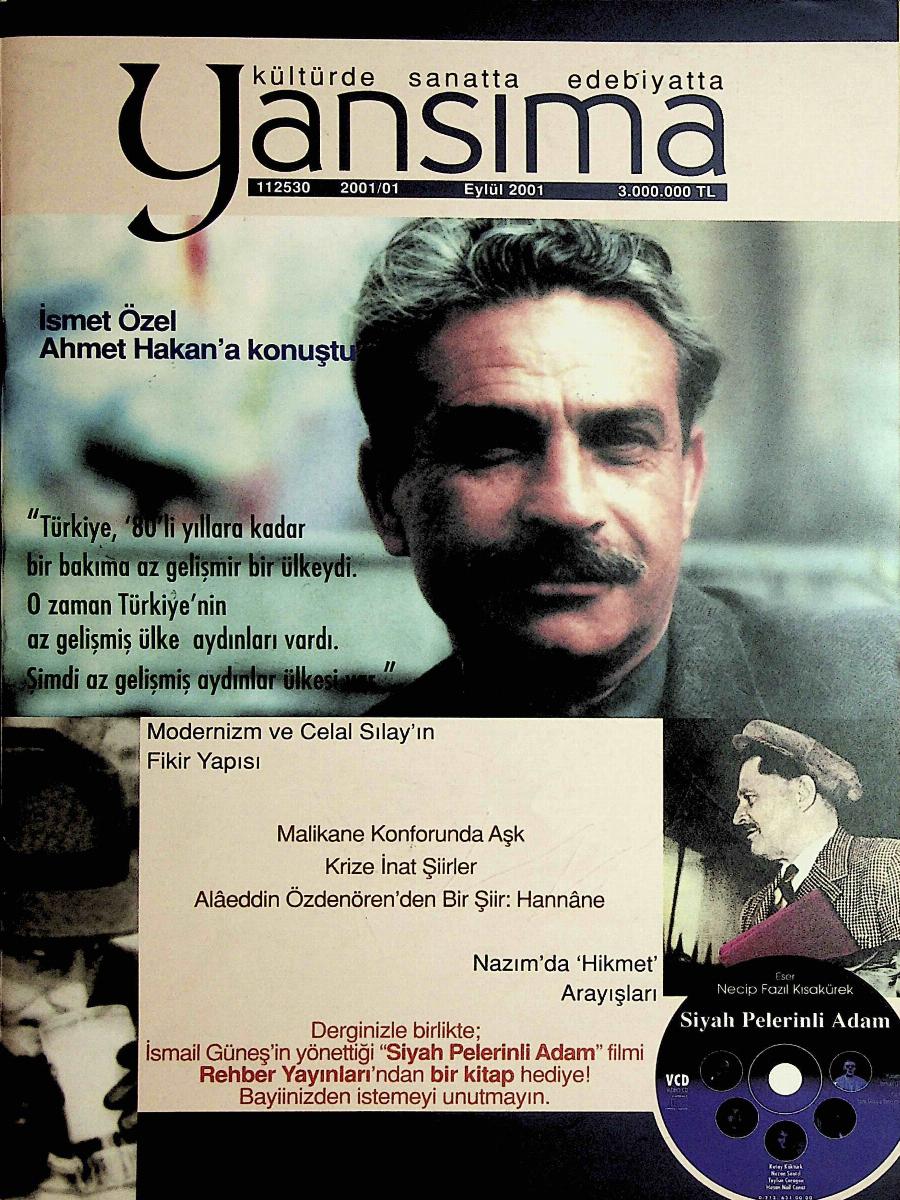 kültürde sanatta edebiyatta
yansıma
112530 2001/01 Eylül 2001 3.000.000 TL
İsmet Özel
Ahmet Hakan'a konuştu
“Türkiye, ‘80’li yıllara kadar
bir bakıma az gelişmir bir ülkeydi.
O zaman Türkiye’nin
az gelişmiş ülke aydınları vardı.
Şimdi az gelişmiş aydınlar ülkesi var.”
Modernizm ve Celal Sılay’ın
Fikir Yapısı
Malikane Konforunda Aşk
Krize İnat Şiirler
Alâeddin Özdenören’den Bir Şiir: Hannâne
Nazım’da ‘Hikmet’
Arayışları
Derginizle birlikte;
İsmail Güneş’in yönettiği “Siyah Pelerinli Adam” filmi
Rehber Yayınları’ndan bir kitap hediye!
Bayiinizden istemeyi unutmayın.
Eser
Necip Fazıl Kısakürek
Siyah Pelerinli Adam
VCD